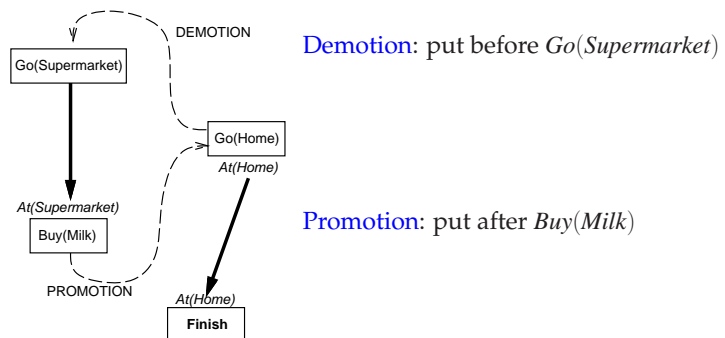 DEMOTION
Demotion: put before Go(Supermarket)
Go(Supermarket)
Go(Home)
At(Home)
At(Supermarket)
Buy(Milk)
Promotion: put after Buy(Milk)
PROMOTION
At(Home)
Finish